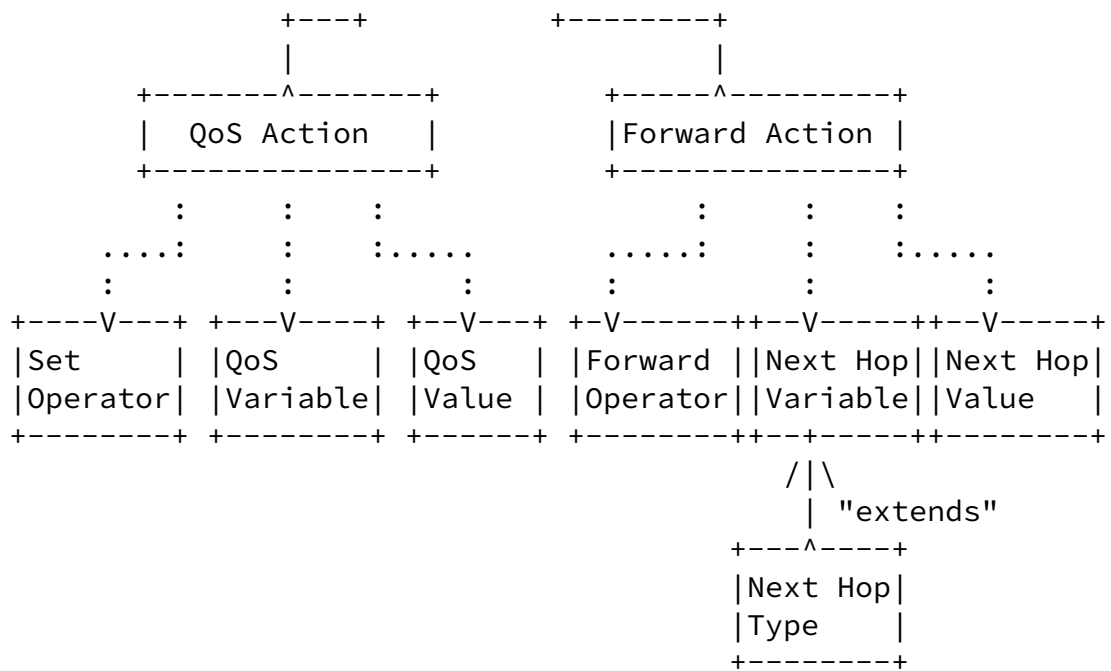 +---+          +--------+
              |                       |
      +-------^-------+         +-----^---------+
      |  QoS Action   |         |Forward Action |
      +---------------+         +---------------+
        :     :    :                 :     :    :
    ....:     :    :.....       .....:     :    :.....
    :         :         :       :          :         :
+----V---+ +---V----+ +--V---+ +-V------++--V-----++--V-----+
|Set     | |QoS     | |QoS   | |Forward ||Next Hop||Next Hop|
|Operator| |Variable| |Value | |Operator||Variable||Value   |
+--------+ +--------+ +------+ +--------++--+-----++--------+
                                           /|\
                                            | "extends"
                                        +---^----+
                                        |Next Hop|
                                        |Type    |
                                        +--------+